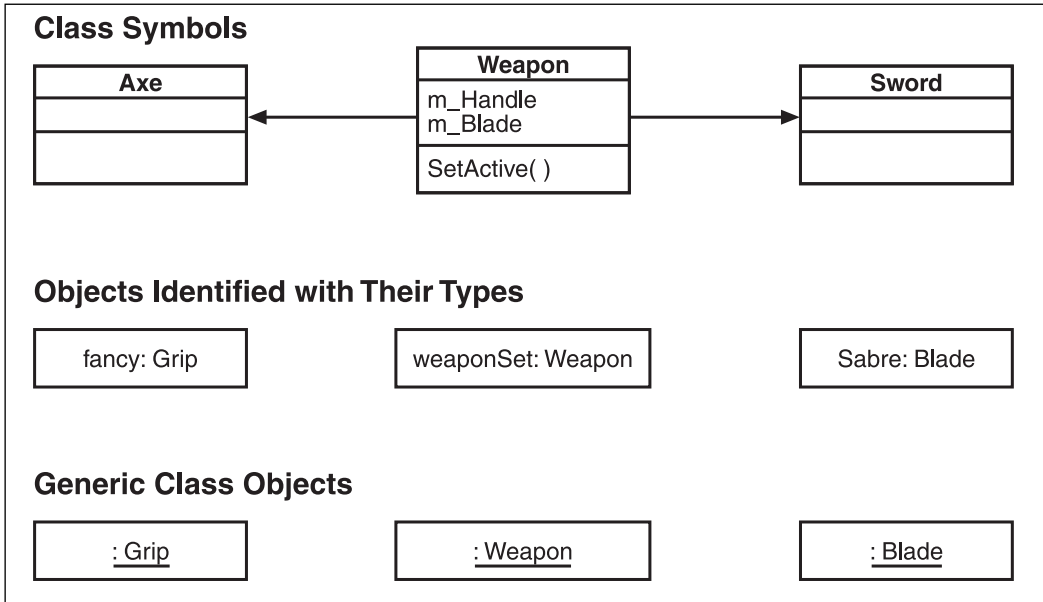 Class Symbols
Axe
Weapon
m_Handle
m_Blade
SetActive( )
Sword
Objects Identified with Their Types
fancy: Grip
weaponSet: Weapon
Sabre: Blade
Generic Class Objects
: Grip
: Weapon
: Blade